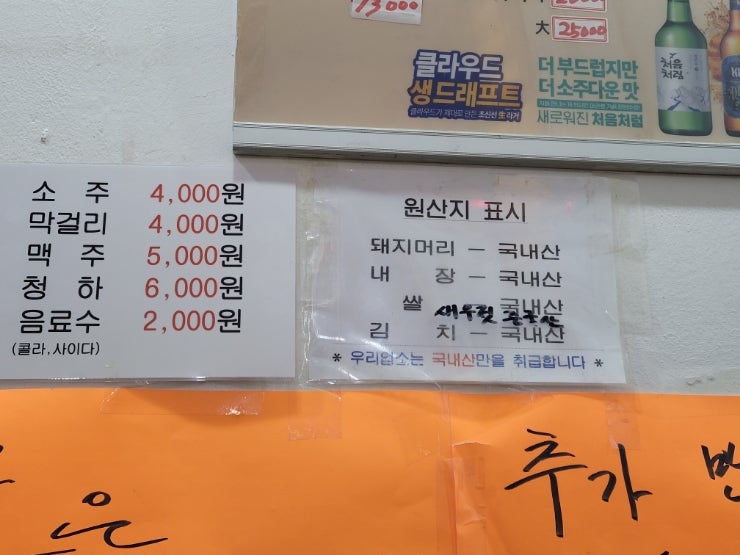 13000
大 25000
클라우드
생드래프트
더 부드럽지만
더 소주다운 맛
새로워진 처음처럼
처음
처럼
소 주 4,000원
막걸리 4,000원
맥 주 5,000원
청 하 6,000원
음료수 2,000원
(콜라.사이다)
원산지 표시
돼지머리 – 국내산
내 장 – 국내산
쌀 – 국내산
새우젓 중국산
김 치 – 국내산
* 우리업소는 국내산만을 취급합니다 *
은
추가